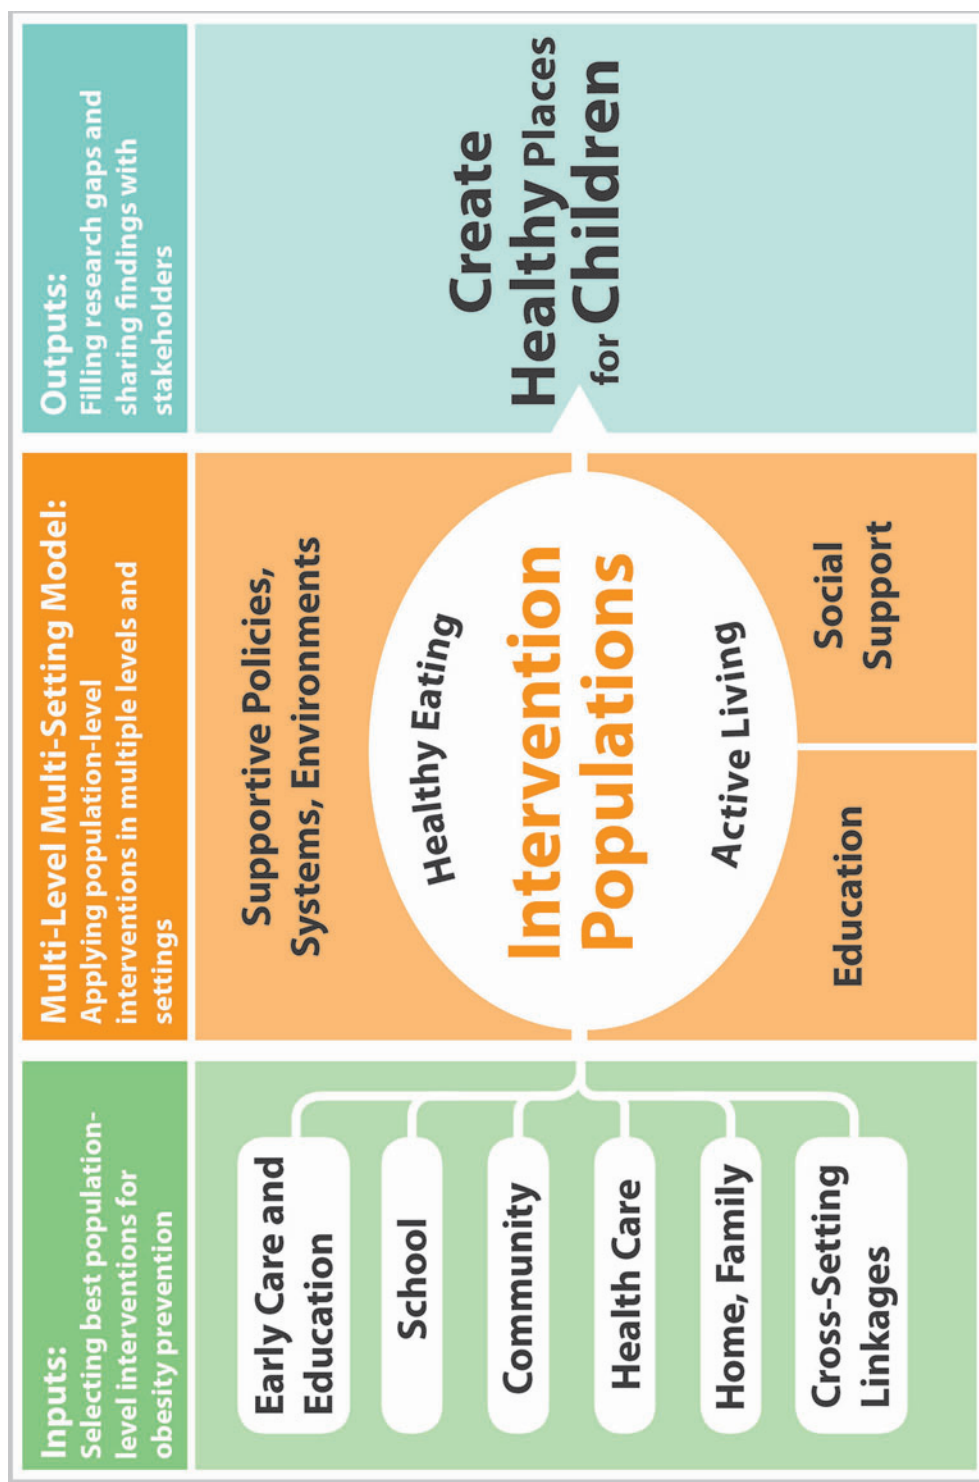 Inputs:
Selecting best population-
level interventions for
obesity prevention
Early Care and
Education
School
Community
Health Care
Home, Family
Cross-Setting
Linkages
Multi-Level Multi-Setting Model:
Applying population-level
interventions in multiple levels and
settings
Supportive Policies,
Systems, Environments
Healthy Eating
Intervention
Populations
Active Living
Education
Social
Support
Outputs:
Filling research gaps and
sharing findings with
stakeholders
Create
Healthy Places
for Children